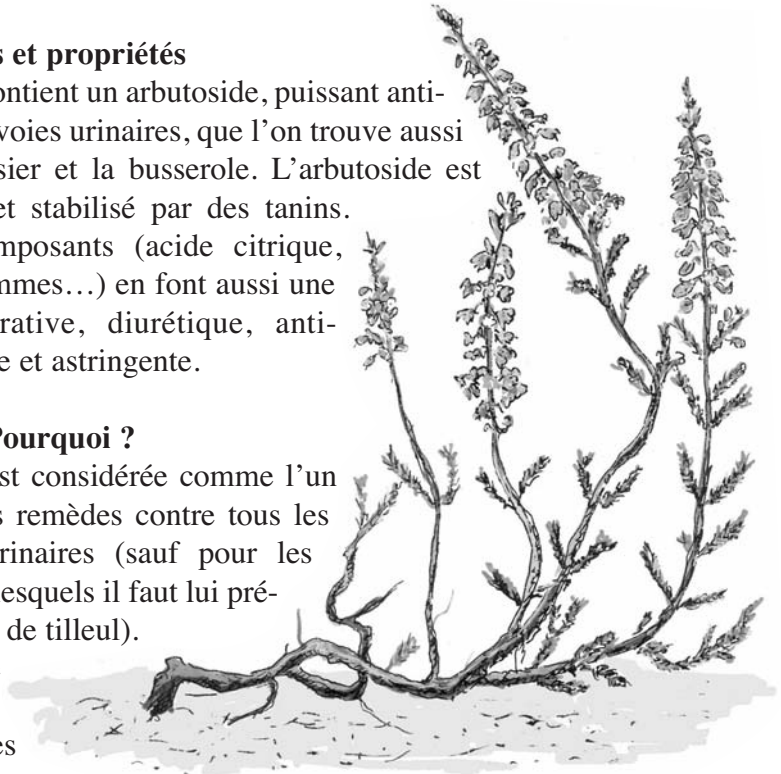 s et propriétés
ontient un arbutoside, puissant anti-
voies urinaires, que l’on trouve aussi
sier et la busserole. L’arbutoside est
et stabilisé par des tanins.
mposants (acide citrique,
mmes…) en font aussi une
rative, diurétique, anti-
e et astringente.
Pourquoi ?
est considérée comme l’un
s remèdes contre tous les
rinaires (sauf pour les
lesquels il faut lui pré-
de tilleul).
es